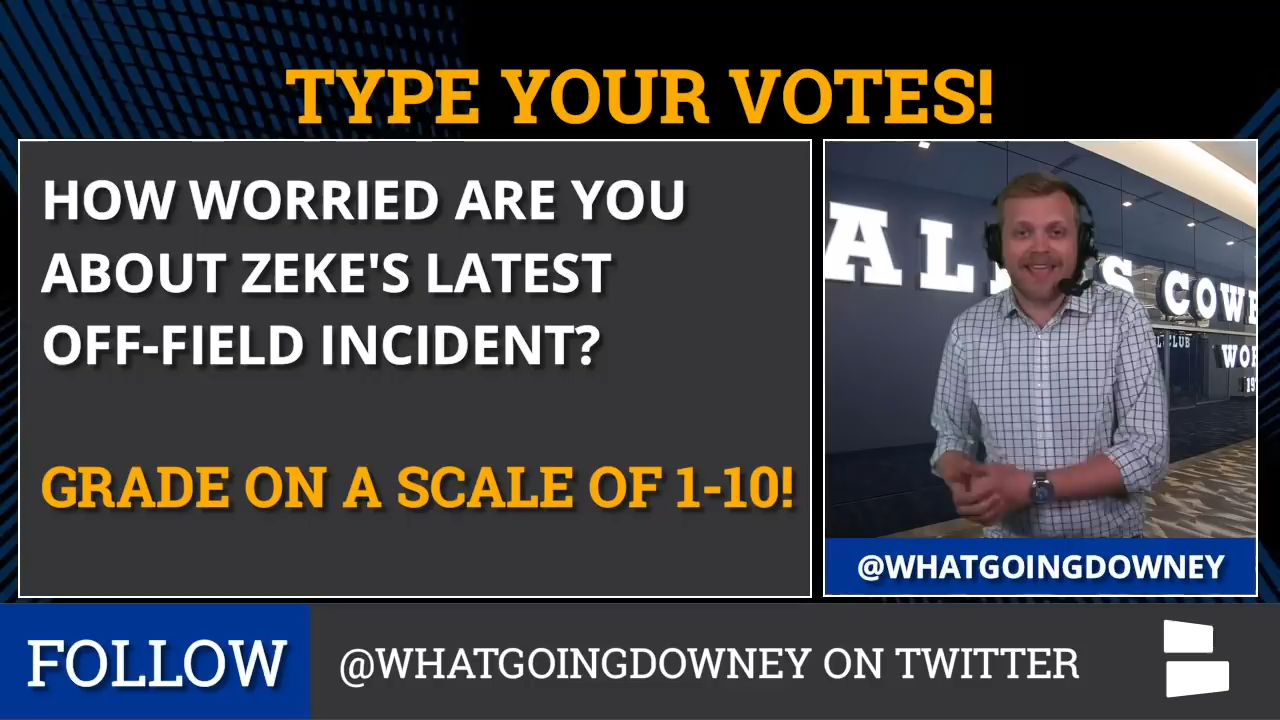 TYPE YOUR VOTES!
HOW WORRIED ARE YOU
ABOUT ZEKE'S LATEST
OFF-FIELD INCIDENT?
GRADE ON A SCALE OF 1-10!
@WHATGOINGDOWNEY
FOLLOW
@WHATGOINGDOWNEY ON TWITTER